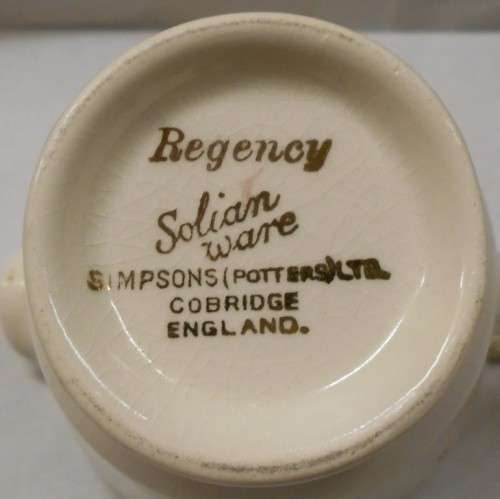 Regency
Solian
ware
SIMPSONS (POTTERS) LTD.
COBRIDGE
ENGLAND.